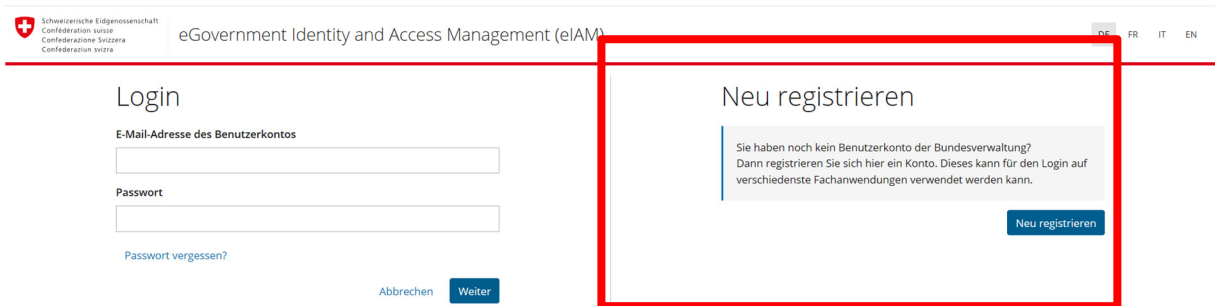 Schweizerische Eidgenossenschaft
Confédération suisse
Confederazione Svizzera
Confederaziun svizra
eGovernment Identity and Access Management (eIAM)
DE FR IT EN
Login
E-Mail-Adresse des Benutzerkontos
Passwort
Passwort vergessen?
Abbrechen Weiter
Neu registrieren
Sie haben noch kein Benutzerkonto der Bundesverwaltung?
Dann registrieren Sie sich hier ein Konto. Dieses kann für den Login auf
verschiedenste Fachanwendungen verwendet werden kann.
Neu registrieren